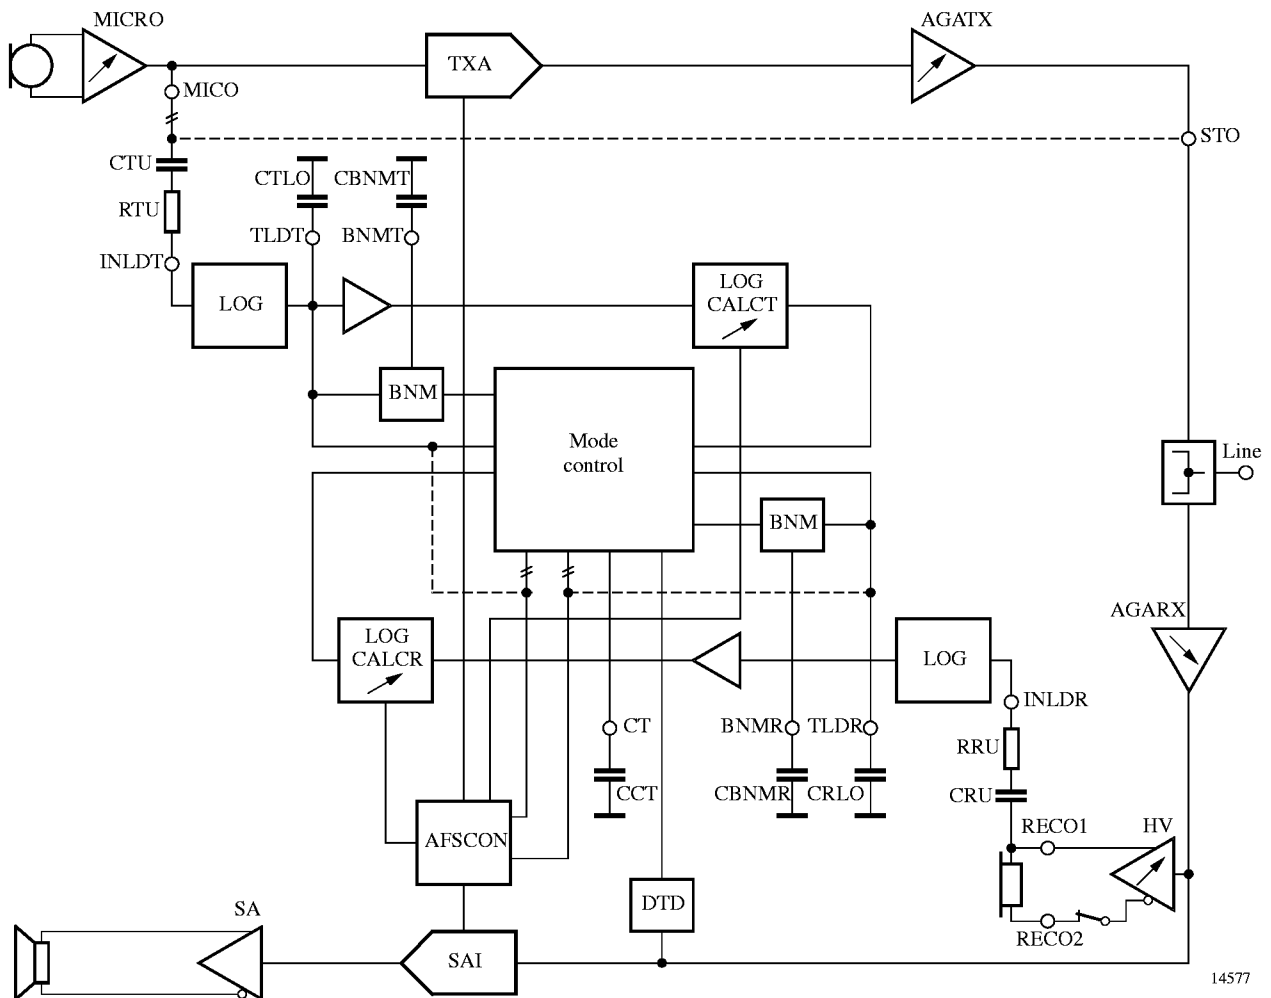 MICRO
AGATX
TXA
MICO
STO
CTU
CTLO
CBNMT
RTU
TLDT
BNMT
INLDT
LOG
LOG
CALCT
BNM
Mode
control
Line
BNM
AGARX
LOG
CALCR
LOG
INLDR
CT
BNMR
TLDR
RRU
CCT
CBNMR
CRLO
CRU
RECO1
HV
AFSCON
DTD
SA
RECO2
SAI
14577